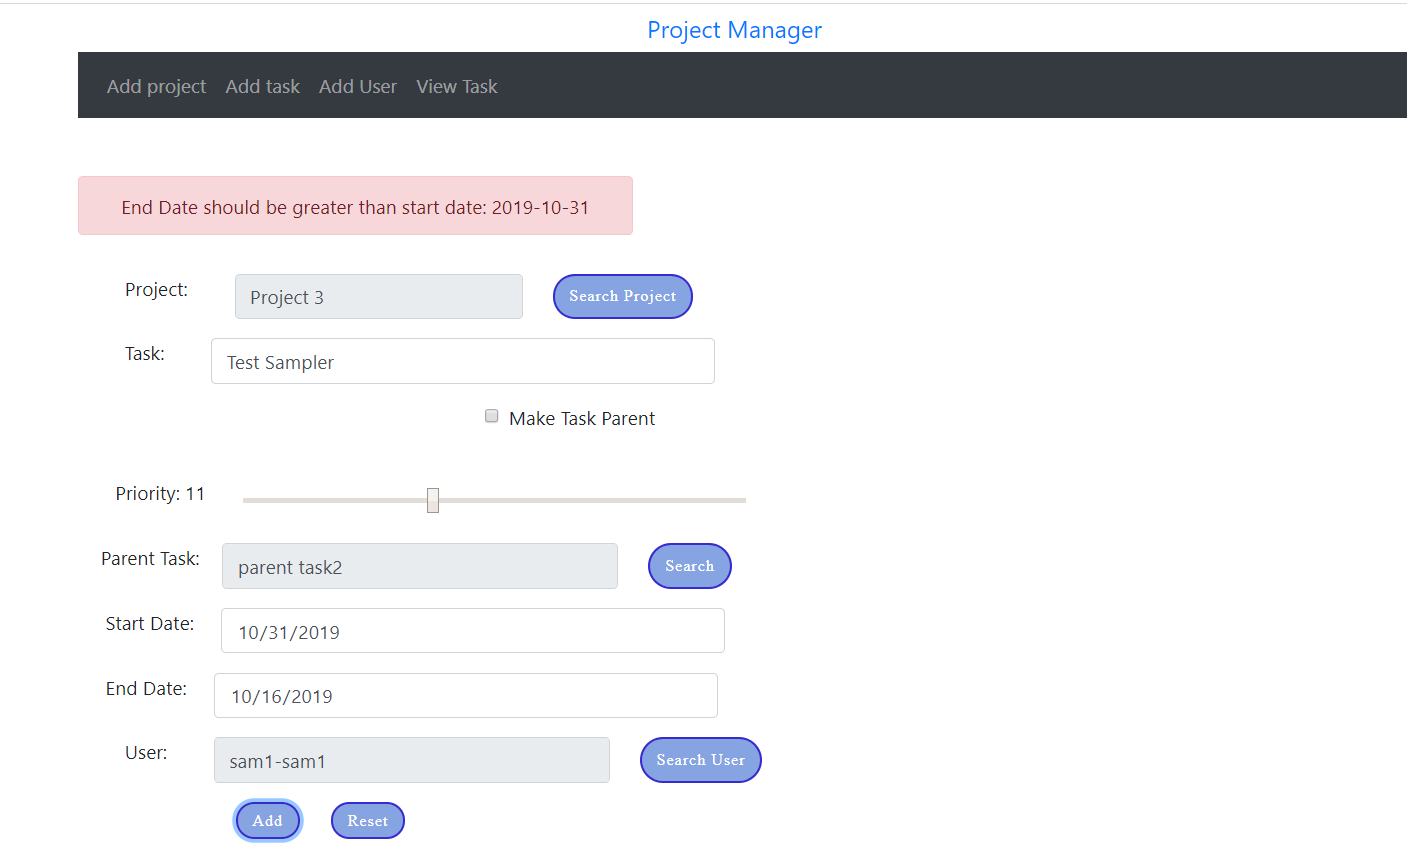 Project Manager
Add project Add task Add User View Task
End Date should be greater than start date: 2019-10-31
Project: Project 3 Search Project
Task: Test Sampler
Make Task Parent
Priority: 11
Parent Task: parent task2 Search
Start Date: 10/31/2019
End Date: 10/16/2019
User: sam1-sam1 Search User
Add Reset